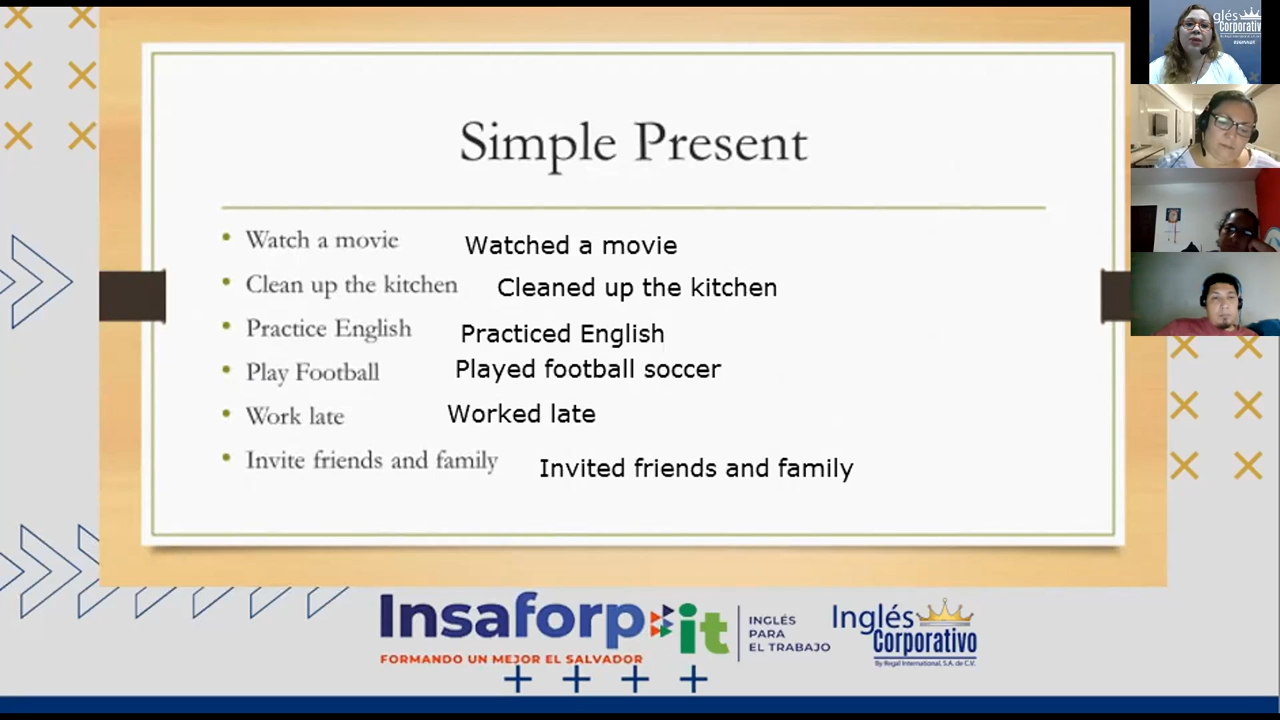 Simple Present
• Watch a movie Watched a movie
• Clean up the kitchen Cleaned up the kitchen
• Practice English Practiced English
• Play Football Played football soccer
• Work late Worked late
• Invite friends and family Invited friends and family
Insaforp it
FORMANDO UN MEJOR EL SALVADOR
INGLÉS
PARA
EL TRABAJO
Inglés
Corporativo
By Regal International, S.A. de C.V.
glés
Corporativo